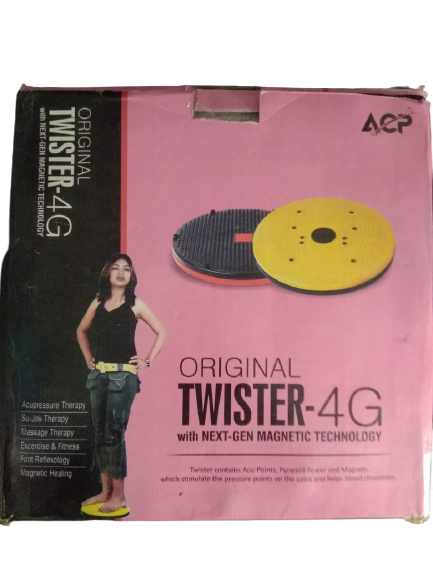 ORIGINAL
TWISTER-4G
with NEXT-GEN MAGNETIC TECHNOLOGY
ACP
Acupressure Therapy
Su-Jok Therapy
Massage Therapy
Excercise & Fitness
Foot Reflexology
Magnetic Healing
ORIGINAL
TWISTER-4G
with NEXT-GEN MAGNETIC TECHNOLOGY
Twister contains Acu-Points, Pyramid Power and Magnets,
which stimulate the pressure points on the soles and helps blood circulation.